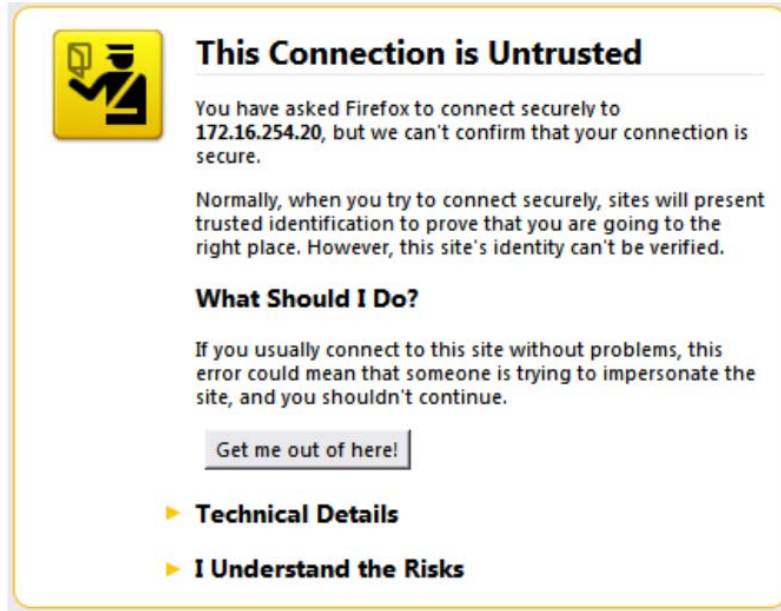 This Connection is Untrusted
You have asked Firefox to connect securely to
172.16.254.20, but we can't confirm that your connection is
secure.
Normally, when you try to connect securely, sites will present
trusted identification to prove that you are going to the
right place. However, this site's identity can't be verified.
What Should I Do?
If you usually connect to this site without problems, this
error could mean that someone is trying to impersonate the
site, and you shouldn't continue.
Get me out of here!
Technical Details
I Understand the Risks